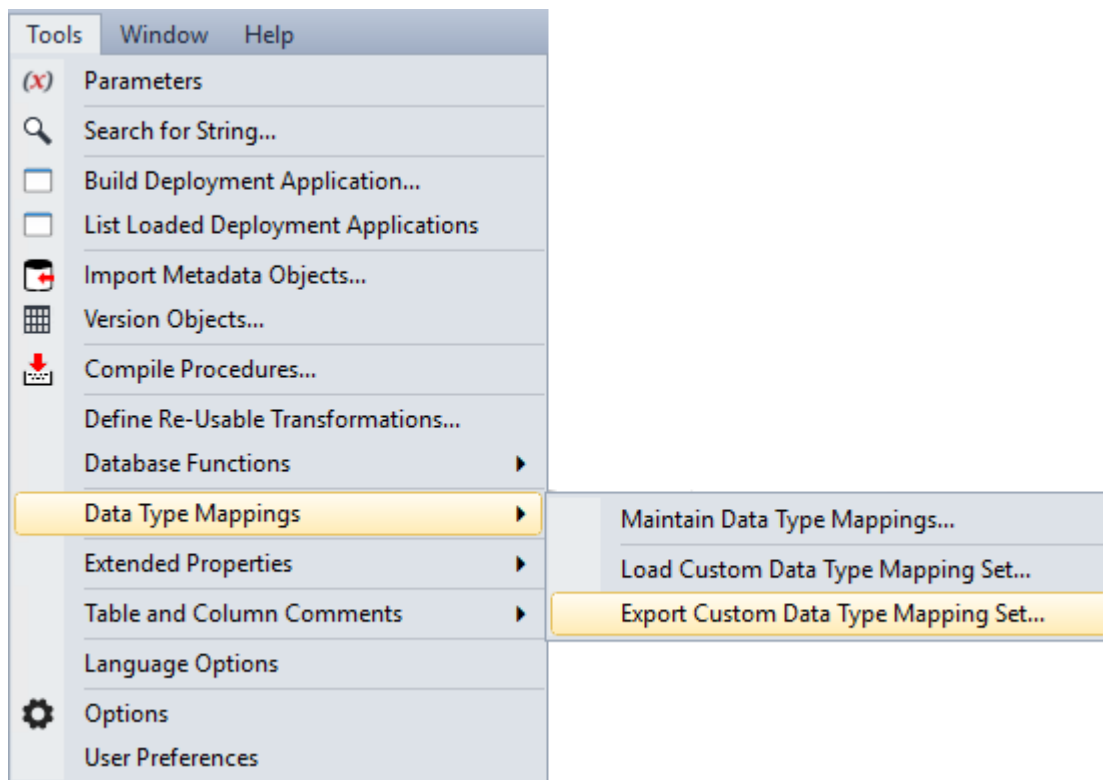 Tools Window Help
(x) Parameters
Search for String...
Build Deployment Application...
List Loaded Deployment Applications
Import Metadata Objects...
Version Objects...
Compile Procedures...
Define Re-Usable Transformations...
Database Functions
Data Type Mappings
Maintain Data Type Mappings...
Load Custom Data Type Mapping Set...
Export Custom Data Type Mapping Set...
Extended Properties
Table and Column Comments
Language Options
Options
User Preferences